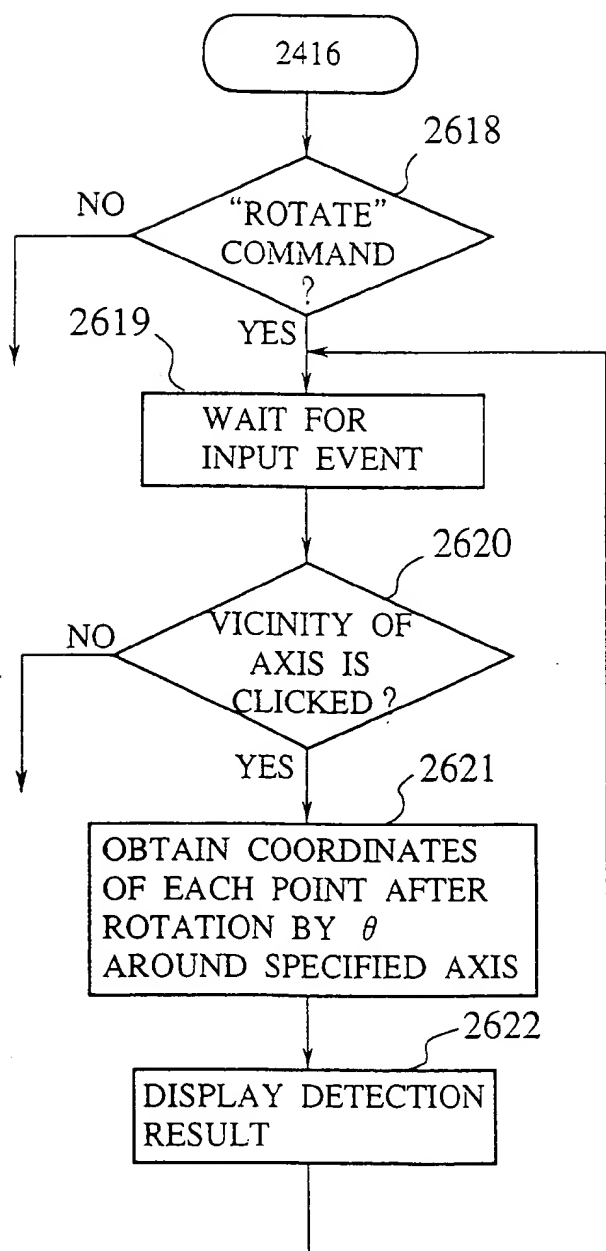 2416
2618
NO
“ROTATE”
COMMAND
?
2619
YES
WAIT FOR
INPUT EVENT
2620
NO
VICINITY OF
AXIS IS
CLICKED ?
YES
2621
OBTAIN COORDINATES
OF EACH POINT AFTER
ROTATION BY θ
AROUND SPECIFIED AXIS
2622
DISPLAY DETECTION
RESULT